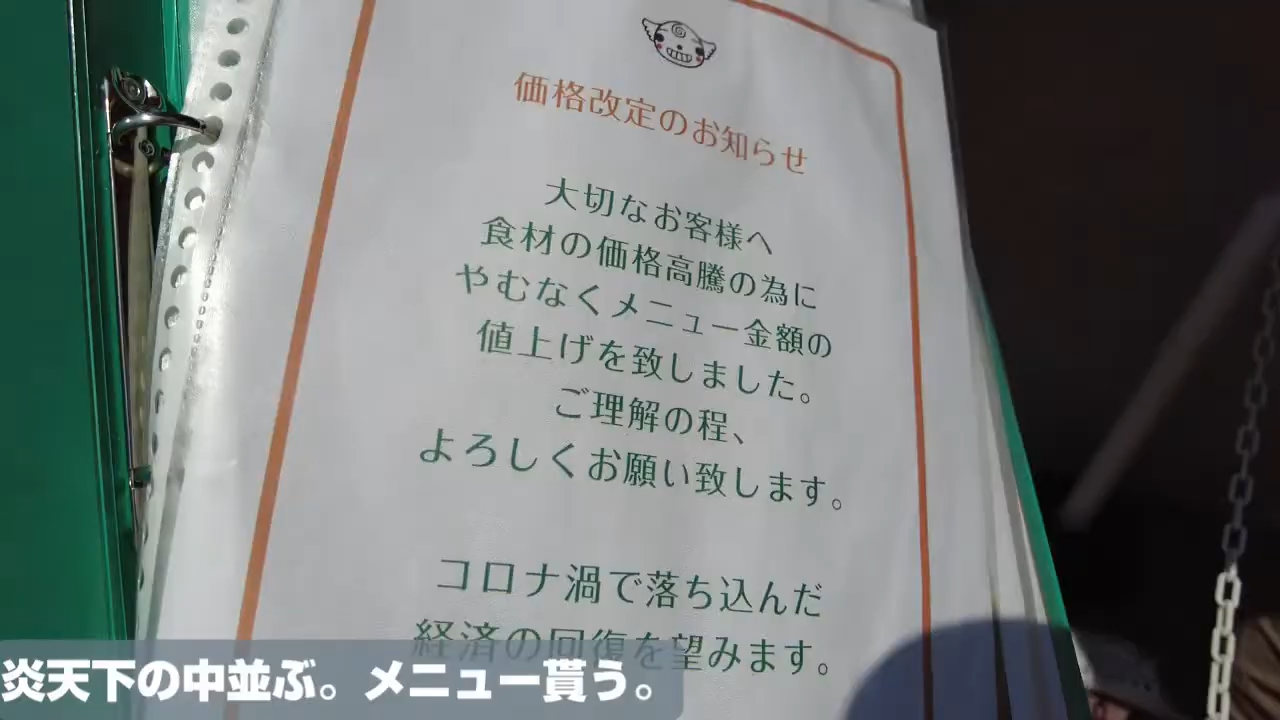 価格改定のお知らせ
大切なお客様へ
食材の価格高騰の為に
やむなくメニュー金額の
値上げを致しました。
ご理解の程、
よろしくお願い致します。
コロナ渦で落ち込んだ
経済の回復を望みます。
炎天下の中並ぶ。メニュー貰う。